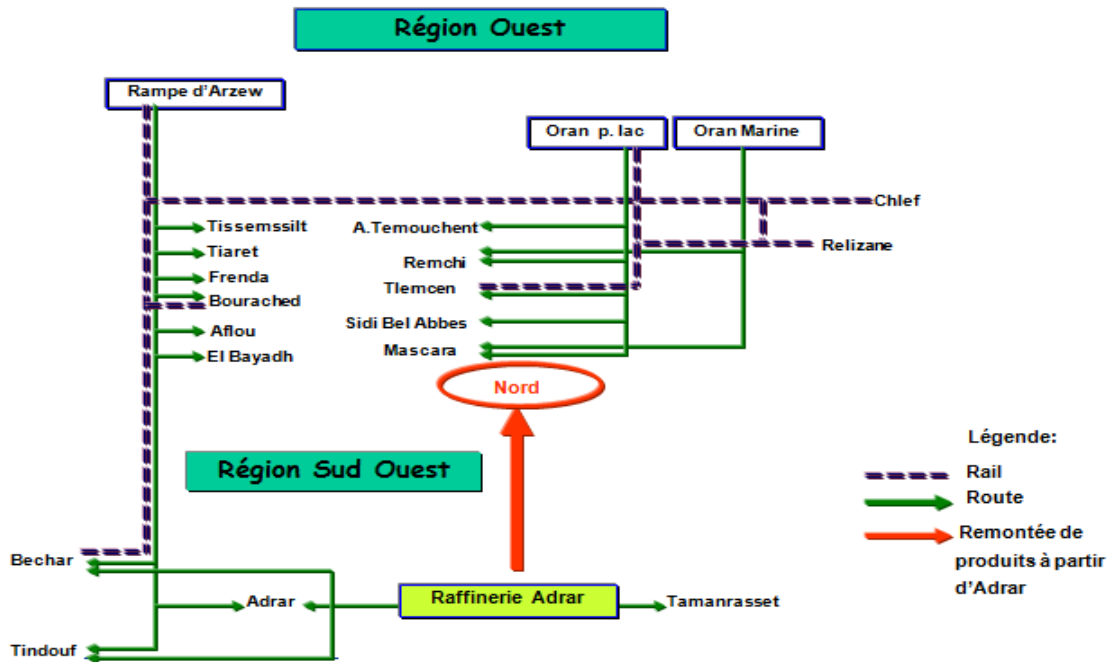 Région Ouest
Rampe d'Arzew
Oran p. lac
Oran Marine
Chlef
Tissemssilt
A.Temouchent
Relizane
Tiaret
Remchi
Frenda
Tlemcen
Bourached
Sidi Bel Abbes
Aflou
Mascara
El Bayadh
Nord
Légende:
Région Sud Ouest
Rail
Route
Remontée de
produits à partir
d'Adrar
Bechar
Adrar
Raffinerie Adrar
Tamanrasset
Tindouf